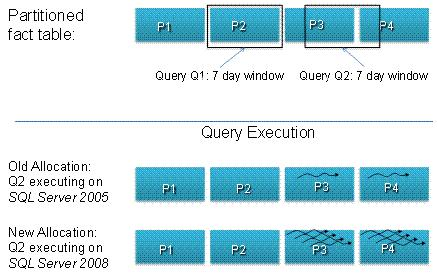 Partitioned
fact table:
P1 P2 P3 P4
Query Q1: 7 day window Query Q2: 7 day window
Query Execution
Old Allocation:
Q2 executing on
SQL Server 2005
P1 P2 P3 P4
New Allocation:
Q2 executing on
SQL Server 2008
P1 P2 P3 P4